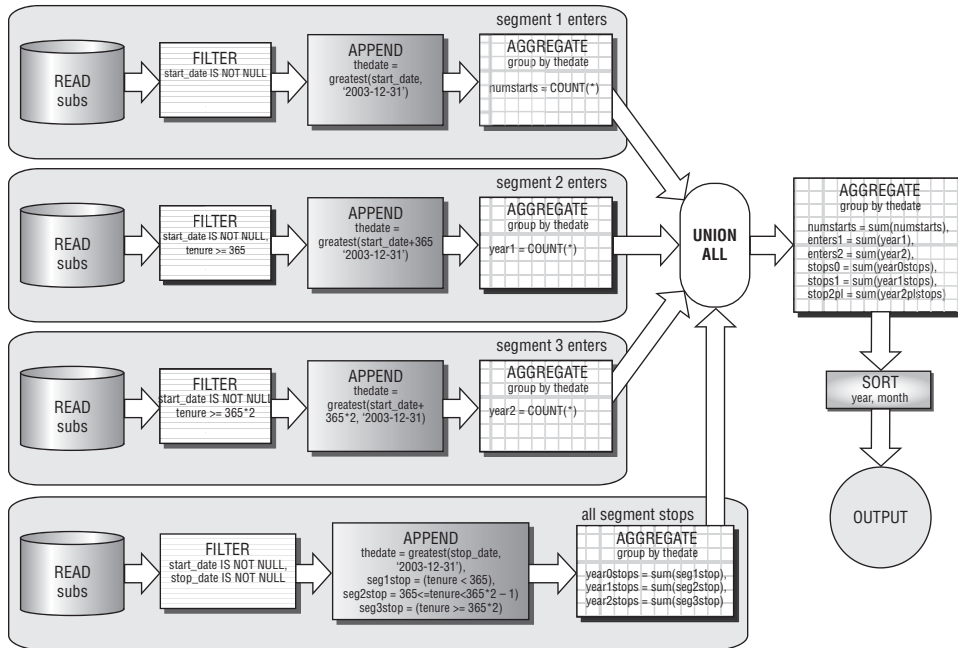 segment 1 enters
READ
subs
FILTER
start_date IS NOT NULL
APPEND
thedate =
greatest(start_date,
‘2003-12-31’)
AGGREGATE
group by thedate
numstarts = COUNT(*)
segment 2 enters
READ
subs
FILTER
start_date IS NOT NULL,
tenure >= 365
APPEND
thedate =
greatest(start_date+365
‘2003-12-31’)
AGGREGATE
group by thedate
year1 = COUNT(*)
segment 3 enters
READ
subs
FILTER
start_date IS NOT NULL
tenure >= 365*2
APPEND
thedate =
greatest(start_date+
365*2, ‘2003-12-31)
AGGREGATE
group by thedate
year2 = COUNT(*)
all segment stops
READ
subs
FILTER
start_date IS NOT NULL,
stop_date IS NOT NULL
APPEND
thedate = greatest(stop_date,
‘2003-12-31’),
seg1stop = (tenure < 365),
seg2stop = 365<=tenure<365*2 – 1)
seg3stop = (tenure >= 365*2)
AGGREGATE
group by thedate
year0stops = sum(seg1stop),
year1stops = sum(seg2stop),
year2stops = sum(seg3stop)
UNION
ALL
AGGREGATE
group by thedate
numstarts = sum(numstarts),
enters1 = sum(year1),
enters2 = sum(year2),
stops0 = sum(year0stops),
stops1 = sum(year1stops),
stop2pl = sum(year2plstops)
SORT
year, month
OUTPUT